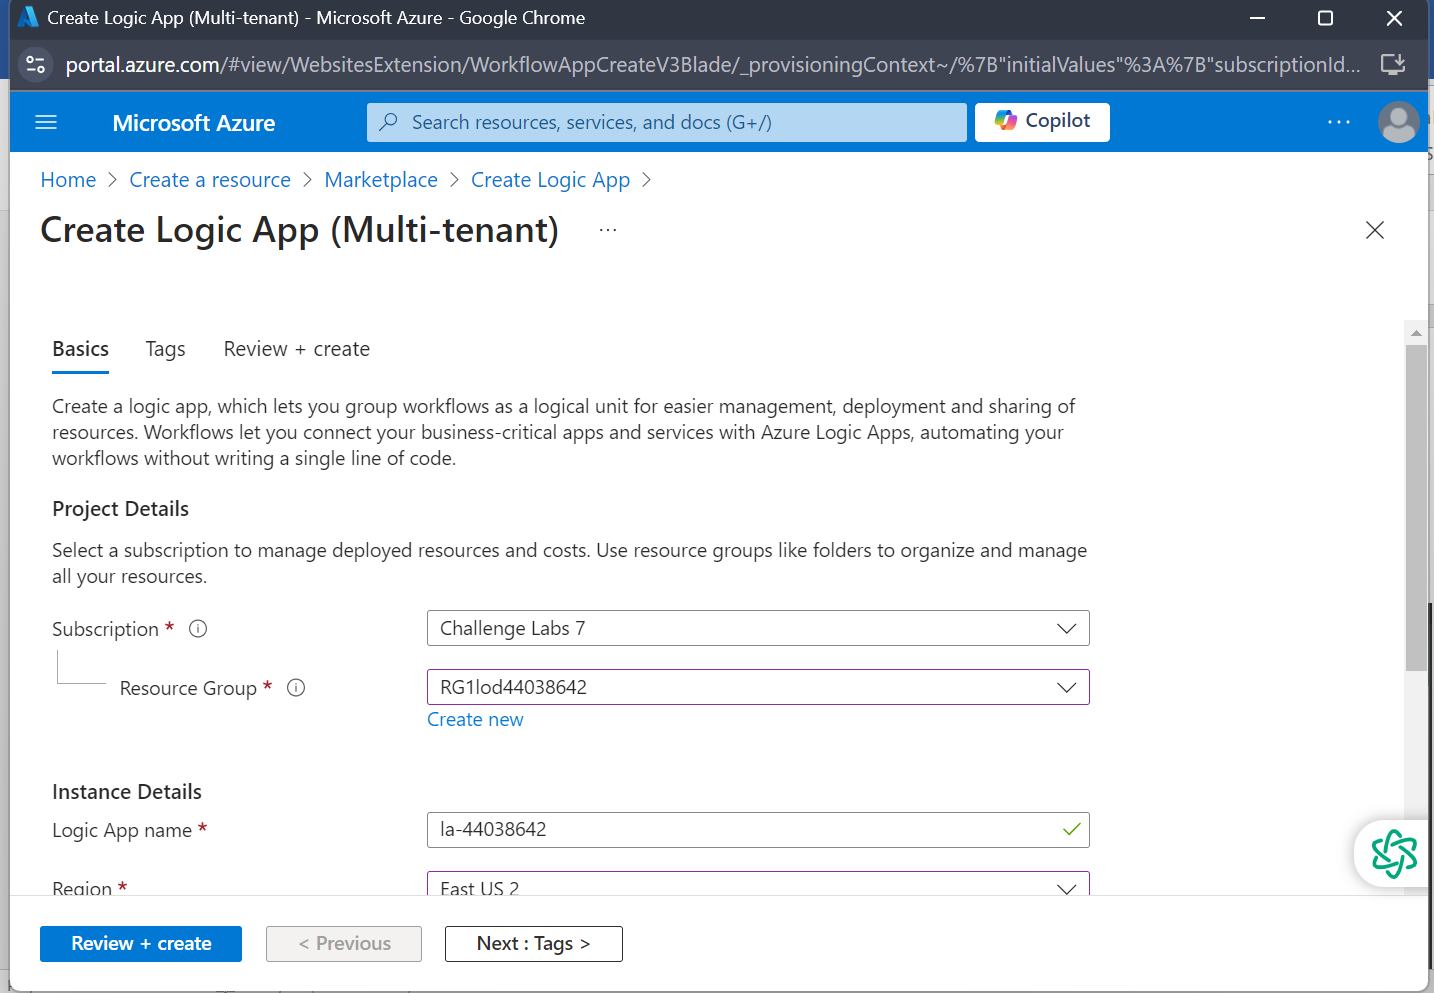 Create Logic App (Multi-tenant) - Microsoft Azure - Google Chrome
portal.azure.com/#view/WebsitesExtension/WorkflowAppCreateV3Blade/_provisioningContext~/%7B"initialValues"%3A%7B"subscriptionId...
Microsoft Azure
Search resources, services, and docs (G+/)
Copilot
Home > Create a resource > Marketplace > Create Logic App >
Create Logic App (Multi-tenant) ...
Basics Tags Review + create
Create a logic app, which lets you group workflows as a logical unit for easier management, deployment and sharing of
resources. Workflows let you connect your business-critical apps and services with Azure Logic Apps, automating your
workflows without writing a single line of code.
Project Details
Select a subscription to manage deployed resources and costs. Use resource groups like folders to organize and manage
all your resources.
Subscription *
Challenge Labs 7
Resource Group *
RG1lod44038642
Create new
Instance Details
Logic App name *
la-44038642
Region *
East US 2
Review + create
< Previous
Next : Tags >